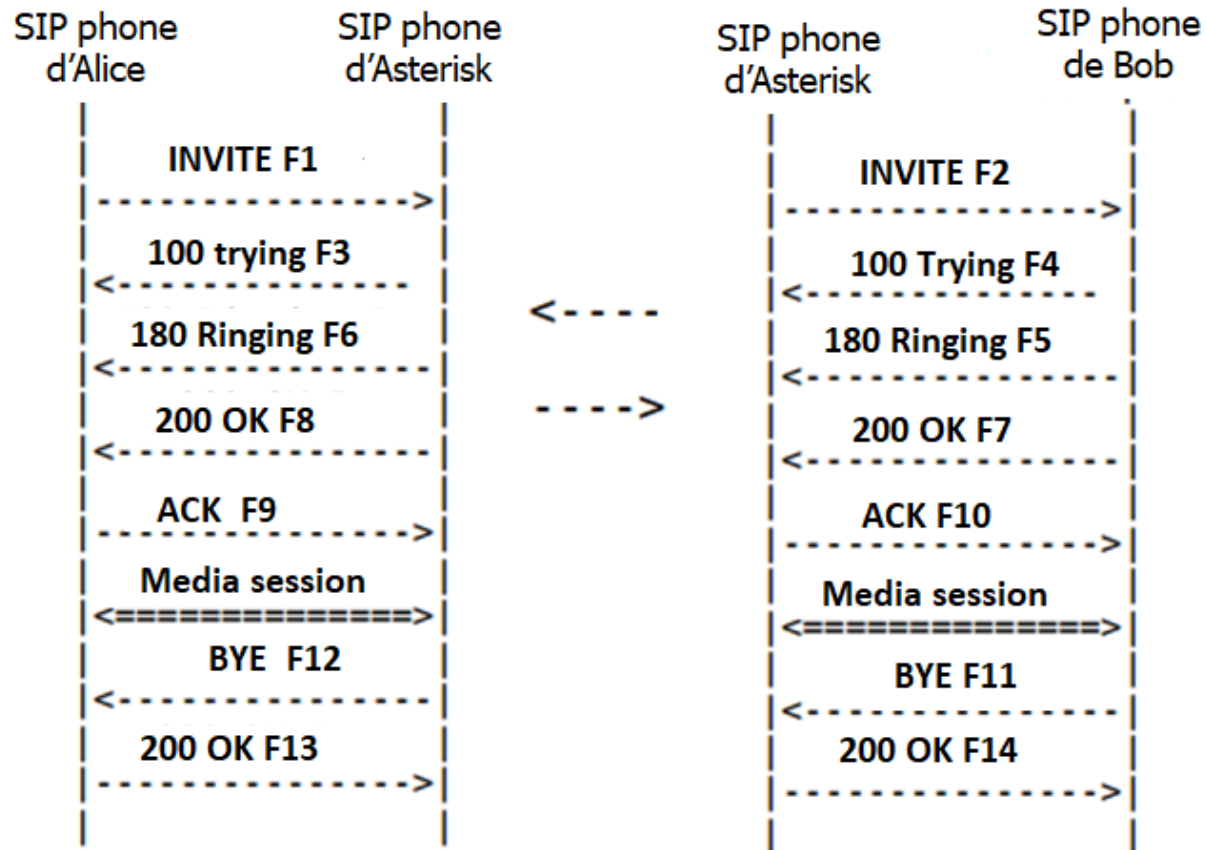 SIP phone
d'Alice
SIP phone
d'Asterisk
INVITE F1
100 trying F3
180 Ringing F6
200 OK F8
ACK F9
Media session
BYE F12
200 OK F13
SIP phone
d'Asterisk
SIP phone
de Bob
INVITE F2
100 Trying F4
180 Ringing F5
200 OK F7
ACK F10
Media session
BYE F11
200 OK F14